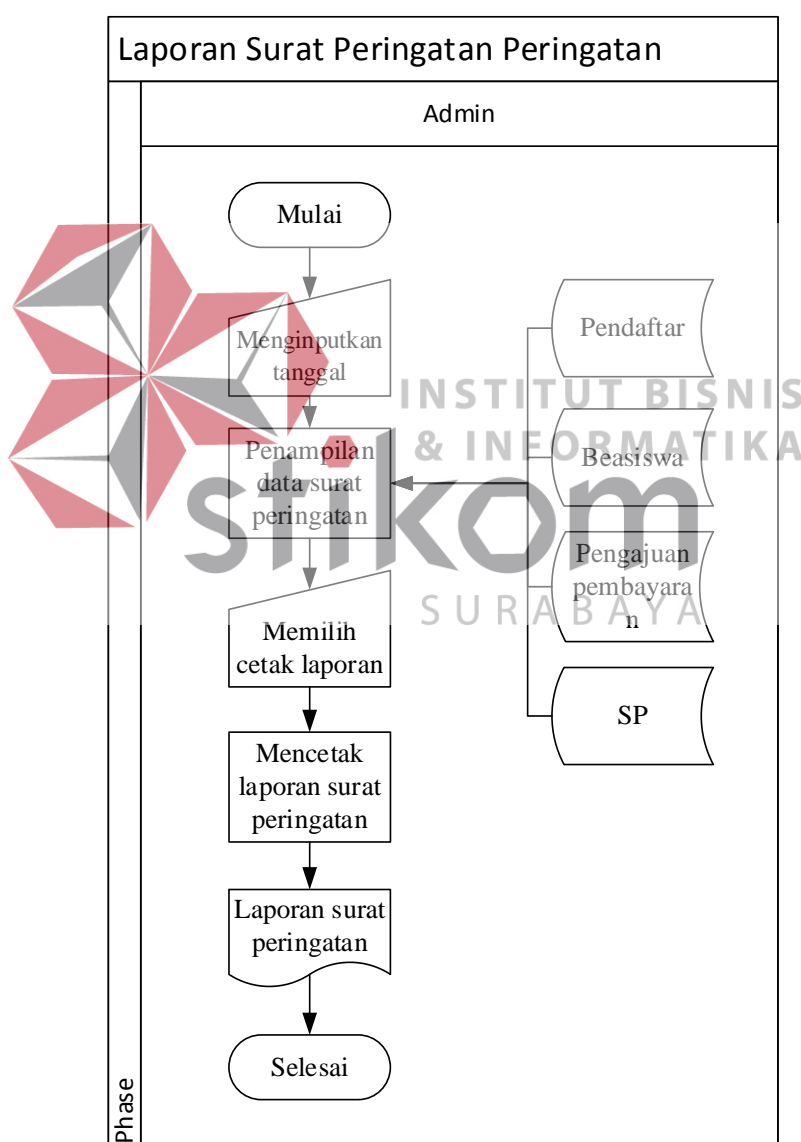 Laporan Surat Peringatan Peringatan
Admin
Mulai
Menginputkan
tanggal
Pendaftar
INSTITUT BISNIS
& INFORMATIKA
Penampilan
data surat
peringatan
Beasiswa
stikom
SURABAYA
Pengajuan
pembayara
n
Memilih
cetak laporan
SP
Mencetak
laporan surat
peringatan
Laporan surat
peringatan
Selesai
Phase